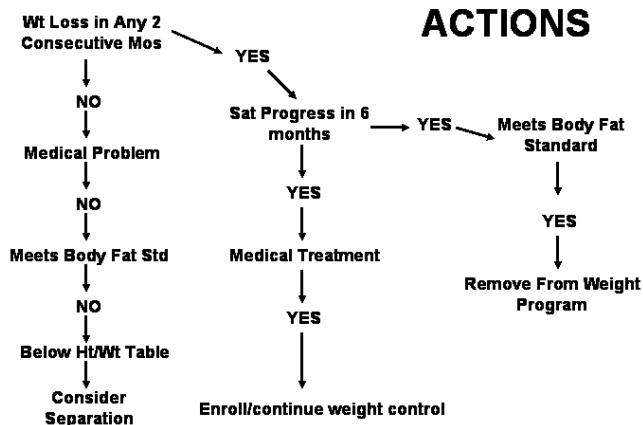 ACTIONS
Wt Loss in Any 2
Consecutive Mos
YES
NO
Sat Progress in 6
months
YES
Meets Body Fat
Standard
Medical Problem
NO
YES
YES
Meets Body Fat Std
Medical Treatment
Remove From Weight
Program
NO
YES
Below Ht/Wt Table
Consider
Separation
Enroll/continue weight control